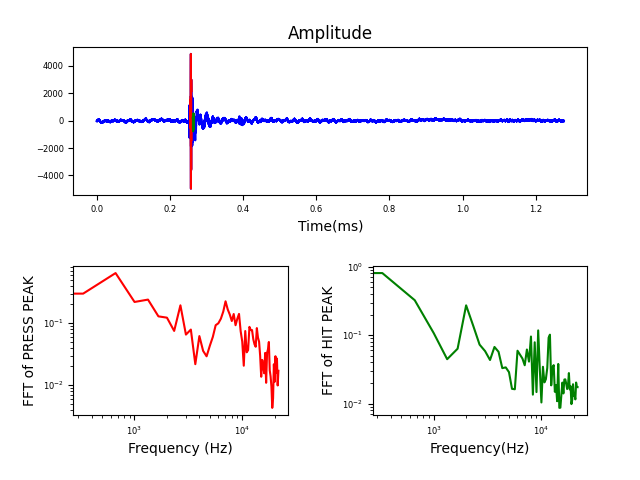 Amplitude
4000
2000
0
−2000
−4000
0.0 0.2 0.4 0.6 0.8 1.0 1.2
Time(ms)
FFT of PRESS PEAK
10⁻¹
10⁻²
10³ 10⁴
Frequency (Hz)
FFT of HIT PEAK
10⁰
10⁻¹
10⁻²
10³ 10⁴
Frequency(Hz)